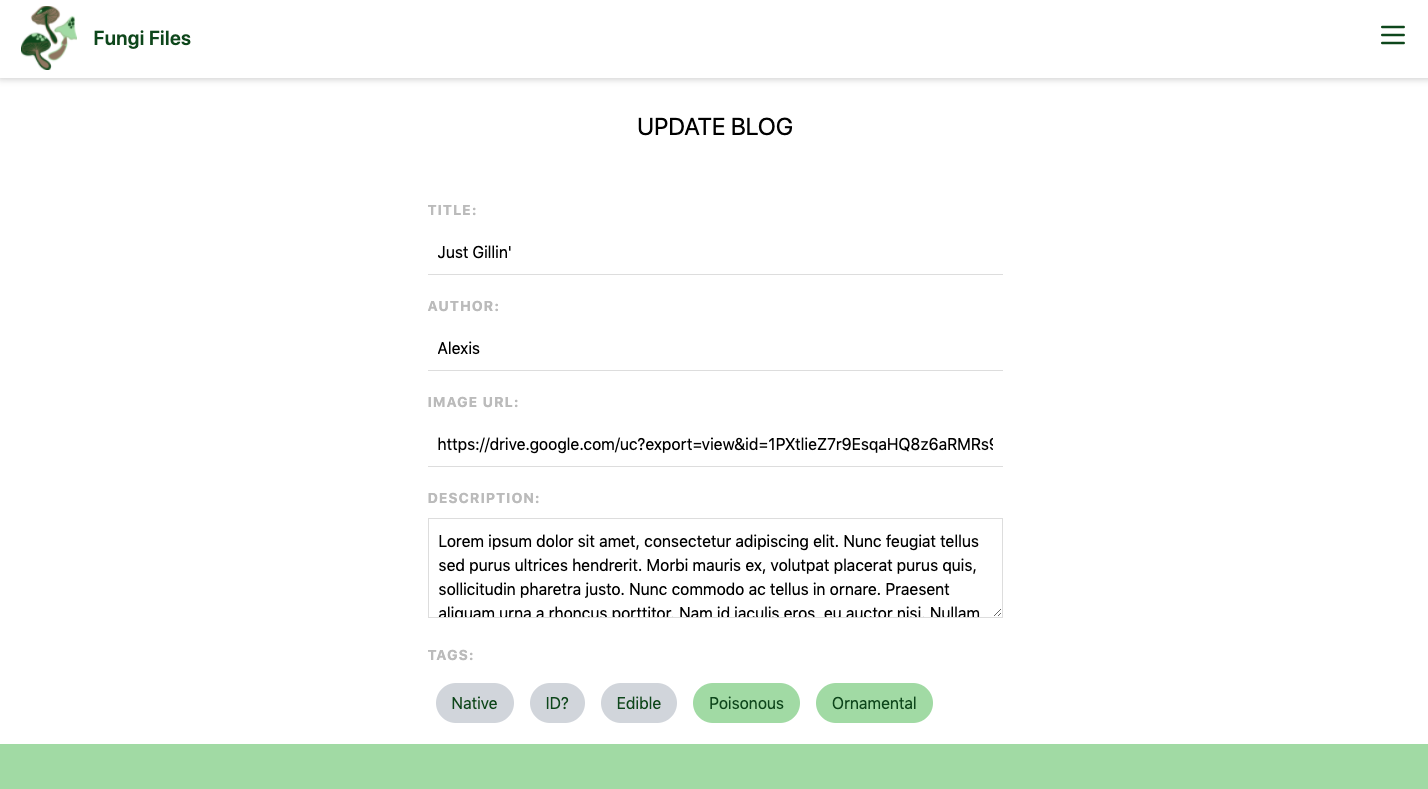 Fungi Files
UPDATE BLOG
TITLE:
Just Gillin'
AUTHOR:
Alexis
IMAGE URL:
https://drive.google.com/uc?export=view&id=1PXtlieZ7r9EsqaHQ8z6aRMRs9
DESCRIPTION:
Lorem ipsum dolor sit amet, consectetur adipiscing elit. Nunc feugiat tellus
sed purus ultrices hendrerit. Morbi mauris ex, volutpat placerat purus quis,
sollicitudin pharetra justo. Nunc commodo ac tellus in ornare. Praesent
aliquam urna a rhoncus porttitor. Nam id iaculis eros, eu auctor nisi. Nullam
TAGS:
Native ID? Edible Poisonous Ornamental